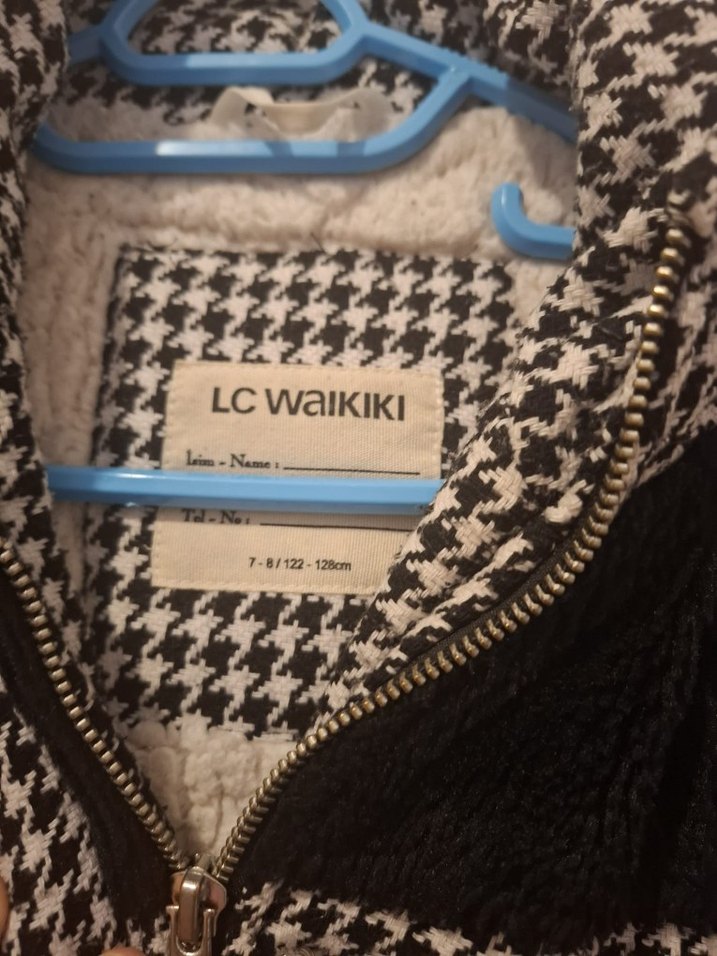 LC WAIKIKI
İsim - Name :
Tel - No :
7 - 8 / 122 - 128cm